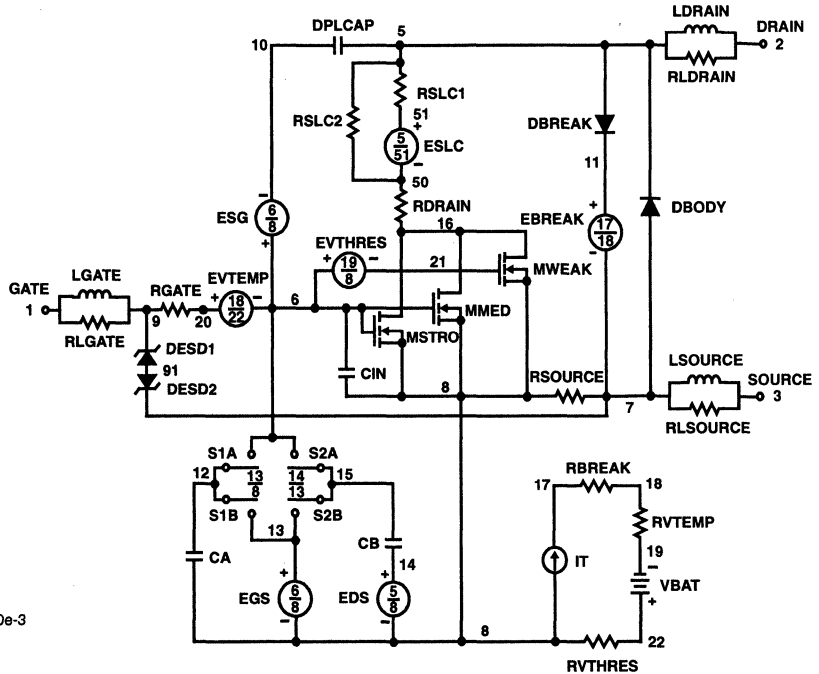 LDRAIN
DPLCAP
5
DRAIN
10
2
RLDRAIN
RSLC1
51
+
RSLC2
5
51
ESLC
DBREAK
−
11
50
−
6
8
ESG
+
RDRAIN
16
+
17
18
EBREAK
−
DBODY
EVTHRES
+ 19 −
8
21
MWEAK
LGATE
GATE
1
RGATE
EVTEMP
+ 18 −
22
6
9
20
RLGATE
MMED
MSTRO
DESD1
91
DESD2
CIN
8
RSOURCE
7
LSOURCE
SOURCE
3
RLSOURCE
S1A
S2A
12
13
8
14
13
15
S1B
S2B
13
CA
CB
14
+
EGS
6
8
−
+
EDS
5
8
−
8
RBREAK
17
18
RVTEMP
19
IT
−
VBAT
+
22
RVTHRES
0e-3